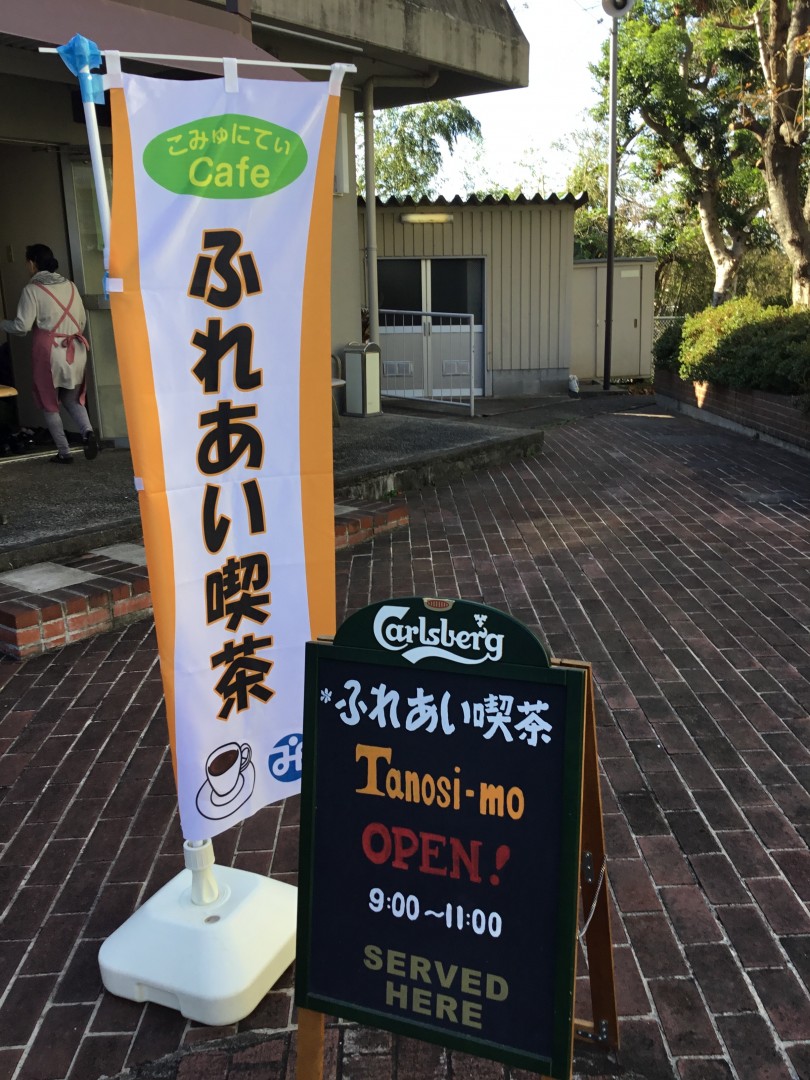 こみゅにてぃ
Cafe
ふれあい喫茶
Carlsberg
*ふれあい喫茶
Tanosi-mo
OPEN!
9:00~11:00
SERVED
HERE